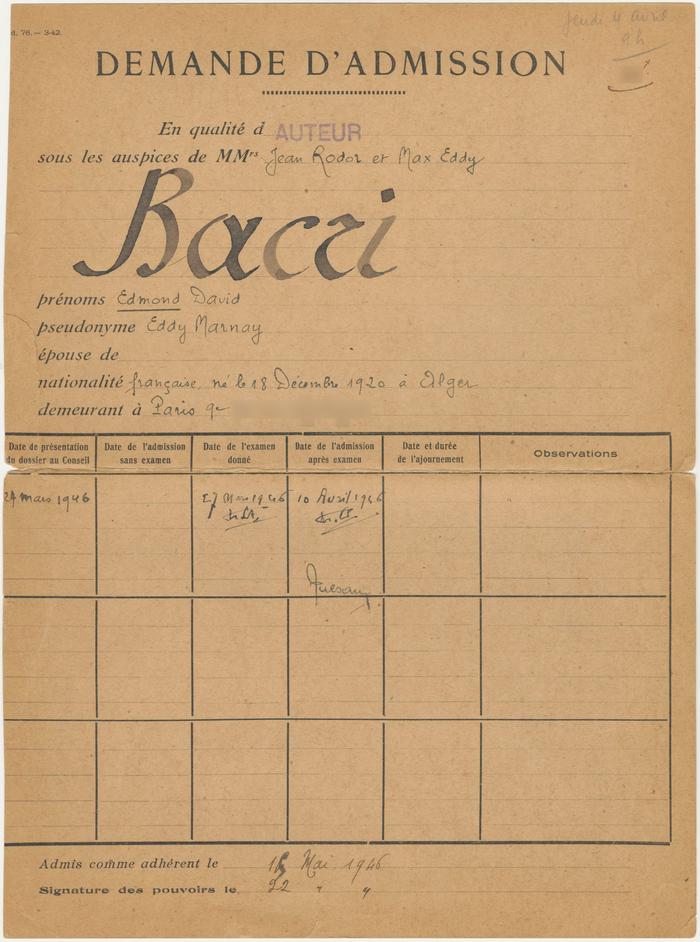 d. 76. — 3-42.
Jeudi 4 avril
9 h
DEMANDE D'ADMISSION
En qualité d AUTEUR
sous les auspices de MMrs Jean Rodor et Max Eddy
Bacri
prénoms Edmond David
pseudonyme Eddy Marnay
épouse de
nationalité française, né le 18 Décembre 1920 à Alger
demeurant à Paris 9e
Date de présentation du dossier au Conseil
Date de l'admission sans examen
Date de l'examen donné
Date de l'admission après examen
Date et durée de l'ajournement
Observations
27 mars 1946
27 Mars 1946
10 Avril 1946
Admis comme adhérent le Mai 1946
Signature des pouvoirs le 22 " "